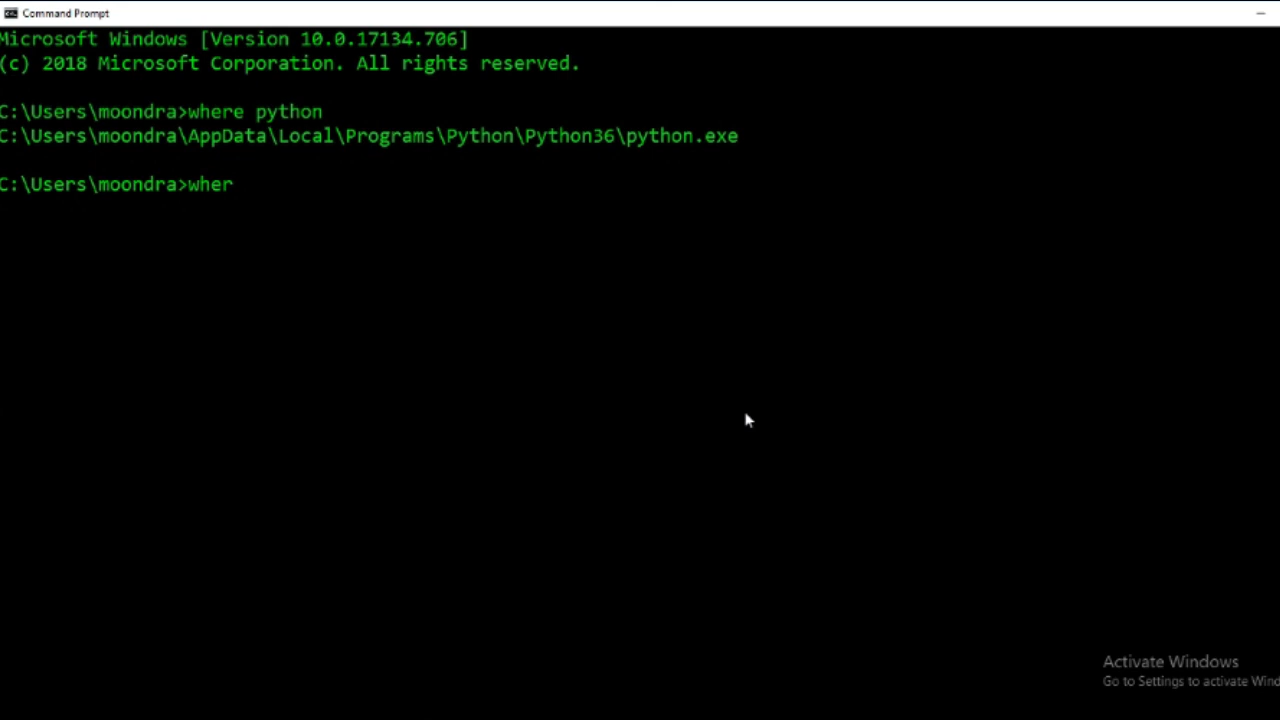 Command Prompt
Microsoft Windows [Version 10.0.17134.706]
(c) 2018 Microsoft Corporation. All rights reserved.
C:\Users\moondra>where python
C:\Users\moondra\AppData\Local\Programs\Python\Python36\python.exe
C:\Users\moondra>wher
Activate Windows
Go to Settings to activate Wind